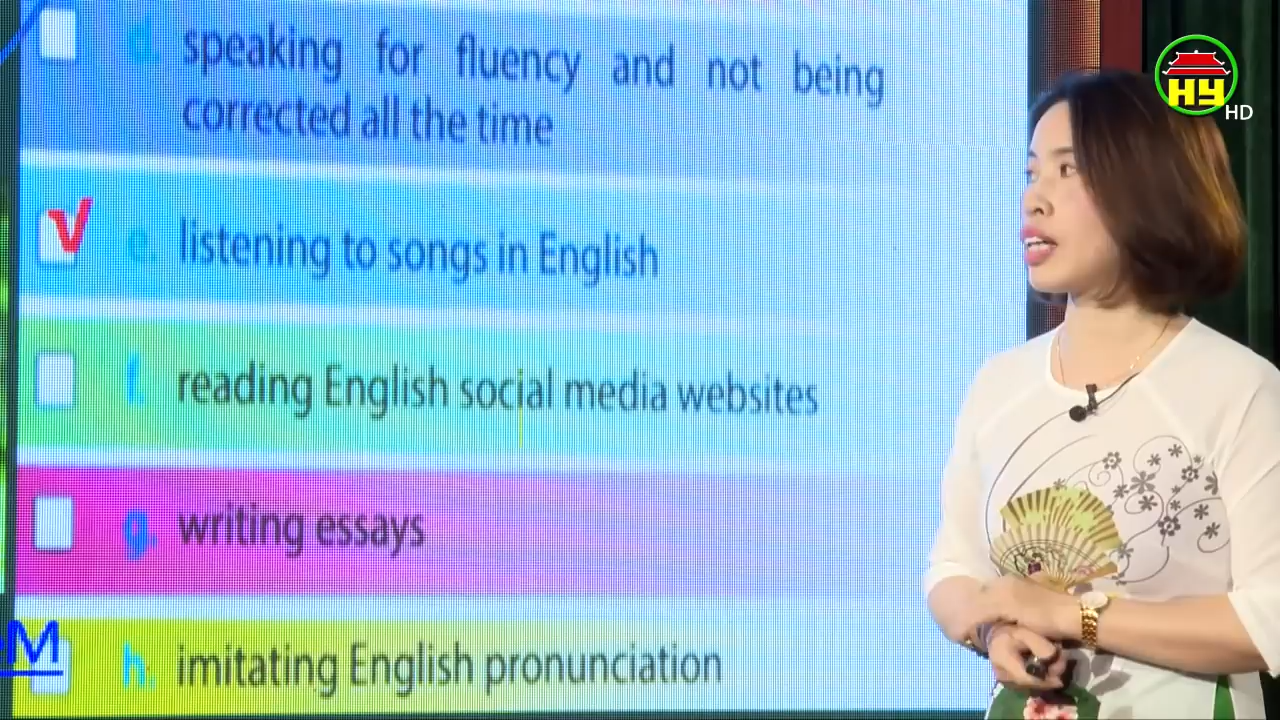 HY
HD
d. speaking for fluency and not being
corrected all the time
V e. listening to songs in English
f. reading English social media websites
g. writing essays
M
h. imitating English pronunciation